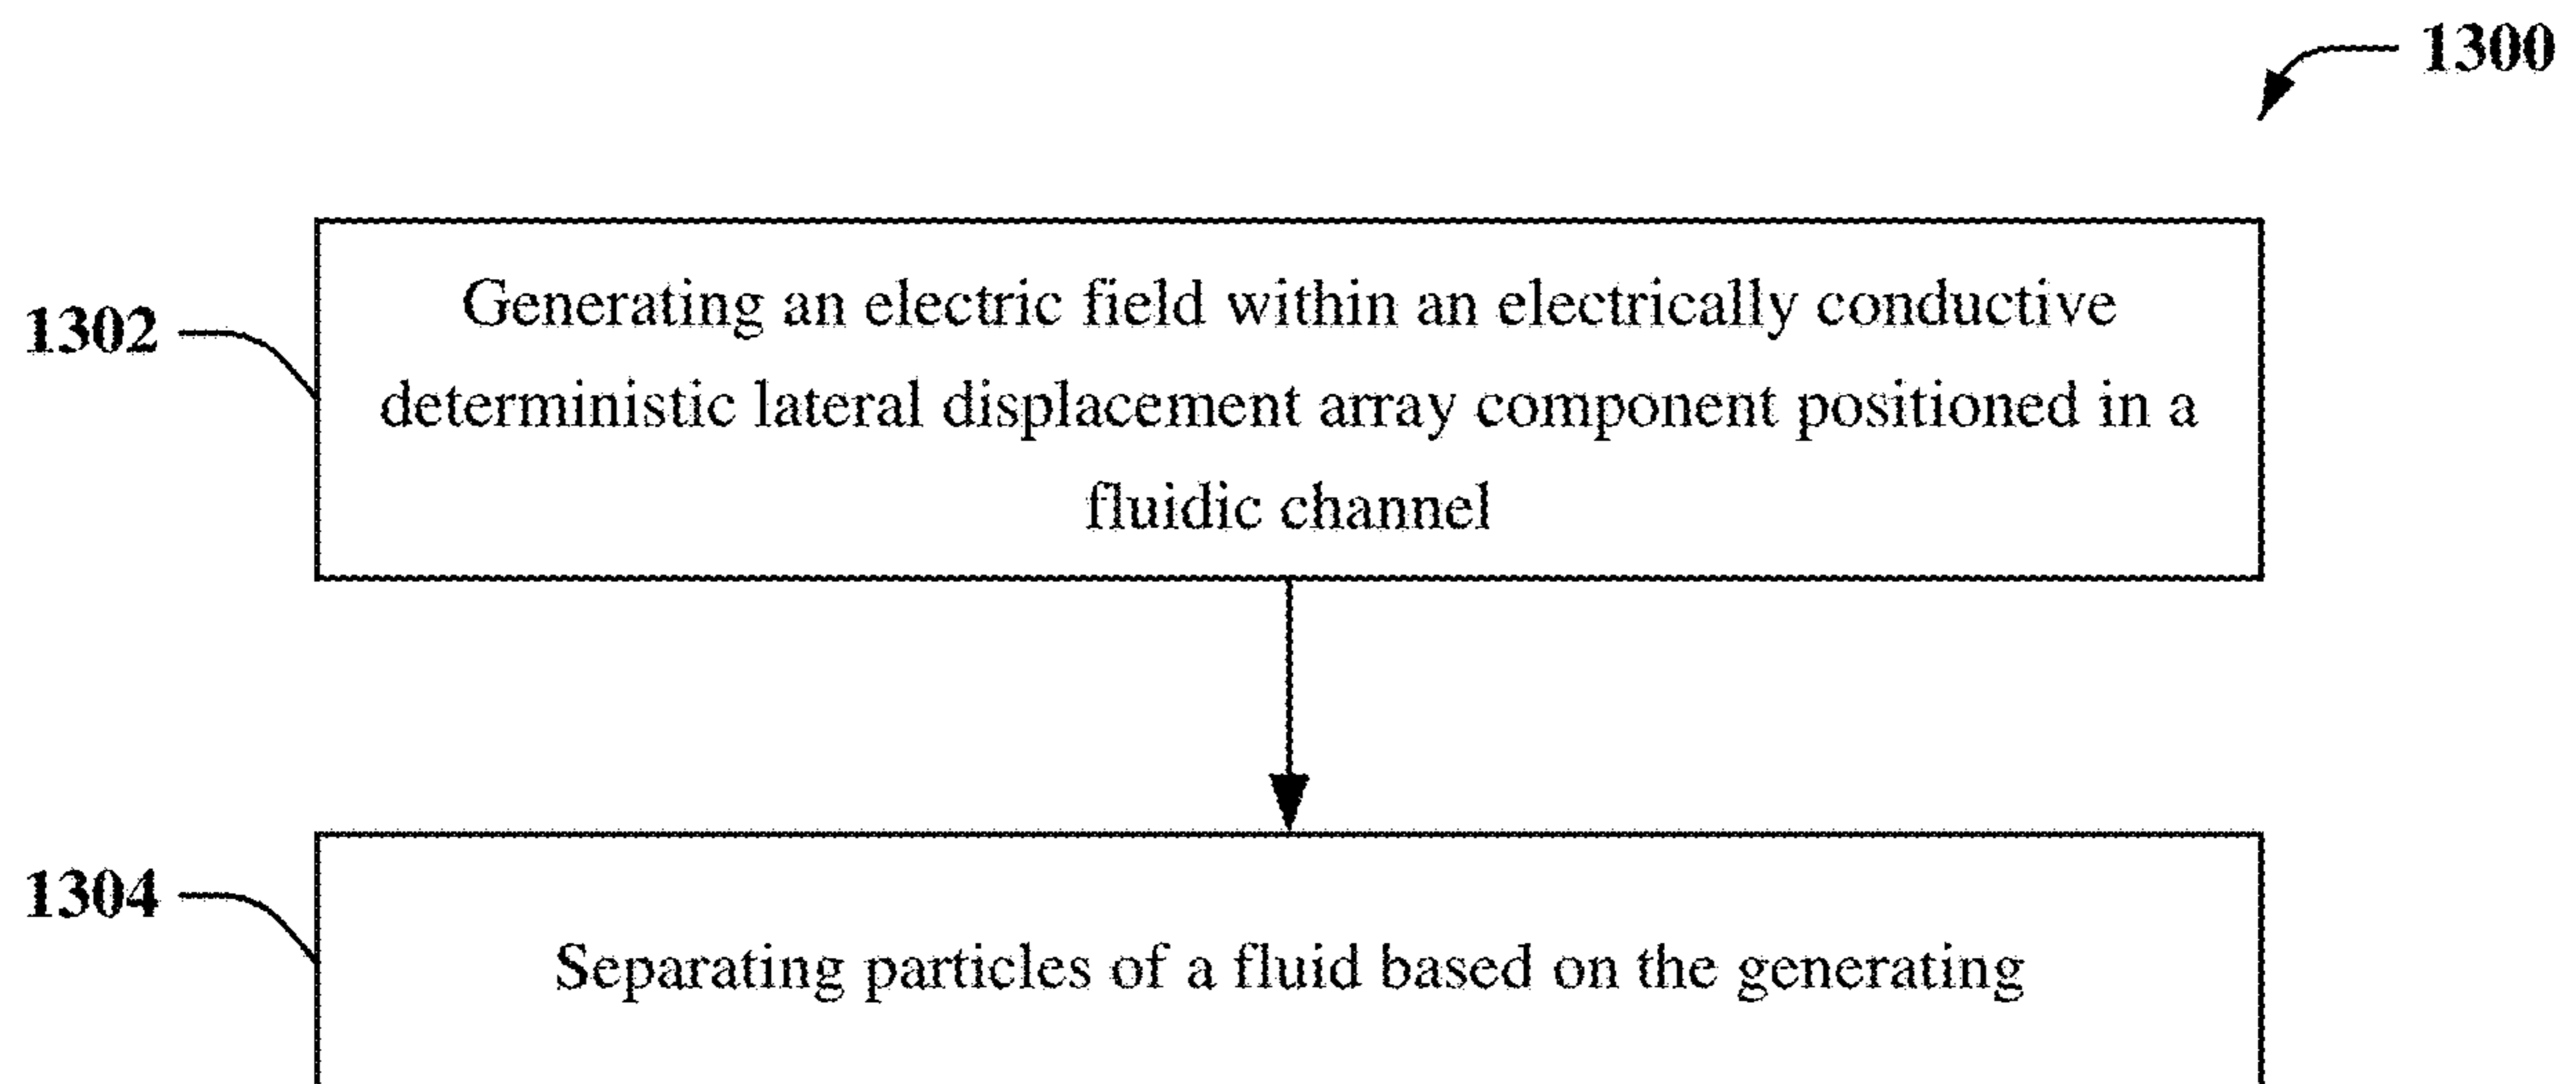 1300
1302
Generating an electric field within an electrically conductive
deterministic lateral displacement array component positioned in a
fluidic channel
1304
Separating particles of a fluid based on the generating